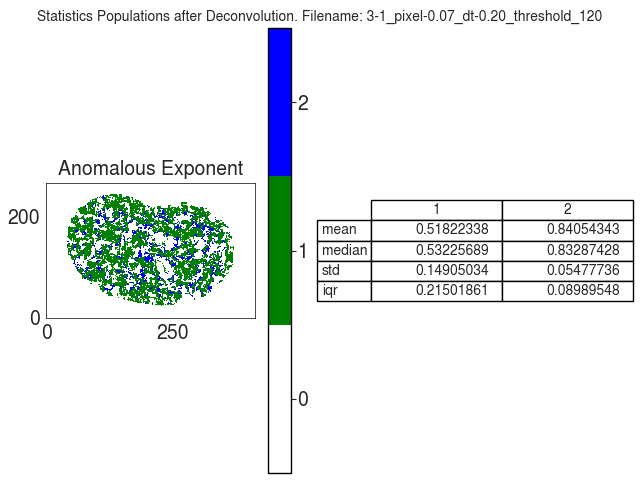 Statistics Populations after Deconvolution. Filename: 3-1_pixel-0.07_dt-0.20_threshold_120
Anomalous Exponent
200
0
0 250
2
1
0
1 2
mean 0.51822338 0.84054343
median 0.53225689 0.83287428
std 0.14905034 0.05477736
iqr 0.21501861 0.08989548